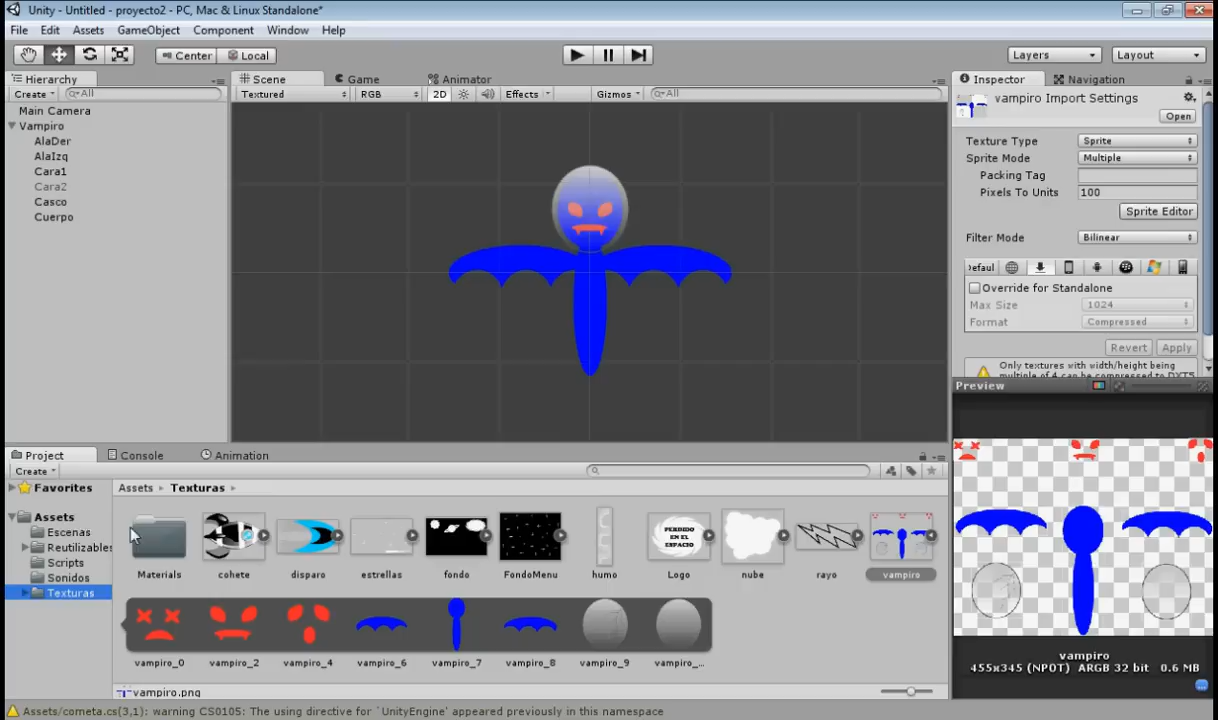 Unity - Untitled - proyecto2 - PC, Mac & Linux Standalone*
File Edit Assets GameObject Component Window Help
Center Local Layers Layout
Hierarchy Scene Game Animator Inspector Navigation
Create All Textured RGB 2D Effects Gizmos All
vampiro Import Settings
Open
Main Camera
Vampiro
AlaDer
AlaIzq
Cara1
Cara2
Casco
Cuerpo
Texture Type Sprite
Sprite Mode Multiple
Packing Tag
Pixels To Units 100
Sprite Editor
Filter Mode Bilinear
)efaul
Override for Standalone
Max Size 1024
Format Compressed
Revert Apply
Only textures with width/height being
multiple of 4 can be compressed to DXT5
Preview
Project Console Animation
Create
Favorites
Assets
Escenas
Reutilizables
Scripts
Sonidos
Texturas
Assets Texturas
PERDIDO
EN EL
ESPACIO
Materials cohete disparo estrellas fondo FondoMenu humo Logo nube rayo vampiro
vampiro_0 vampiro_2 vampiro_4 vampiro_6 vampiro_7 vampiro_8 vampiro_9 vampiro_...
vampiro.png
vampiro
455x345 (NPOT) ARGB 32 bit 0.6 MB
Assets/cometa.cs(3,1): warning CS0105: The using directive for `UnityEngine' appeared previously in this namespace